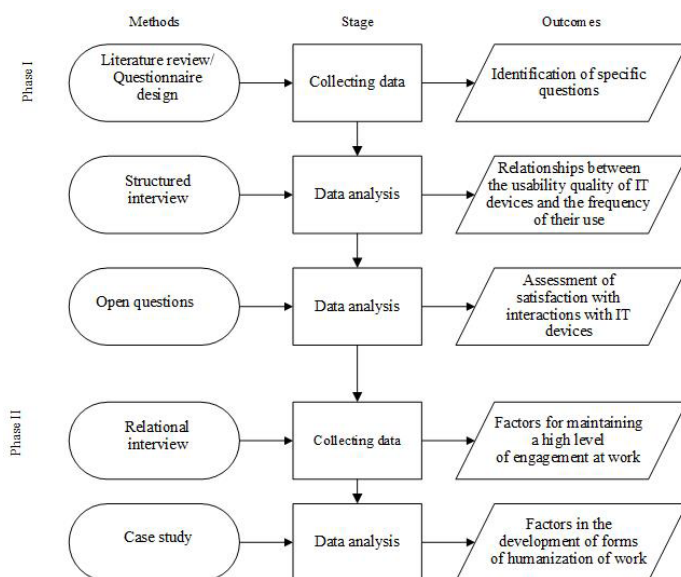 Methods
Stage
Outcomes
Phase I
Literature review/
Questionnaire
design
Collecting data
Identification of specific
questions
Structured
interview
Data analysis
Relationships between
the usability quality of IT
devices and the frequency
of their use
Open questions
Data analysis
Assessment of
satisfaction with
interactions with IT
devices
Phase II
Relational
interview
Collecting data
Factors for maintaining
a high level
of engagement at work
Case study
Data analysis
Factors in the
development of forms
of humanization of work